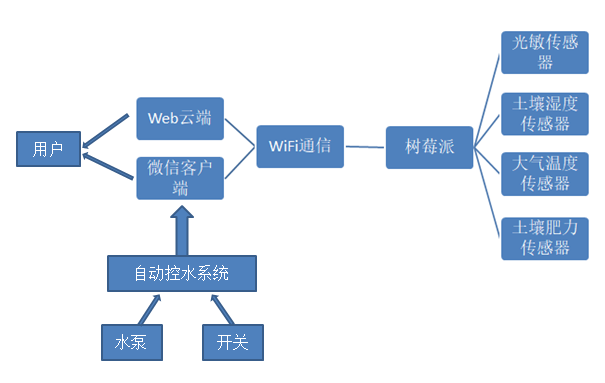 光敏传感
器
Web云端
土壤湿度
传感器
用户
WiFi通信
树莓派
微信客户
端
大气温度
传感器
土壤肥力
传感器
自动控水系统
水泵
开关